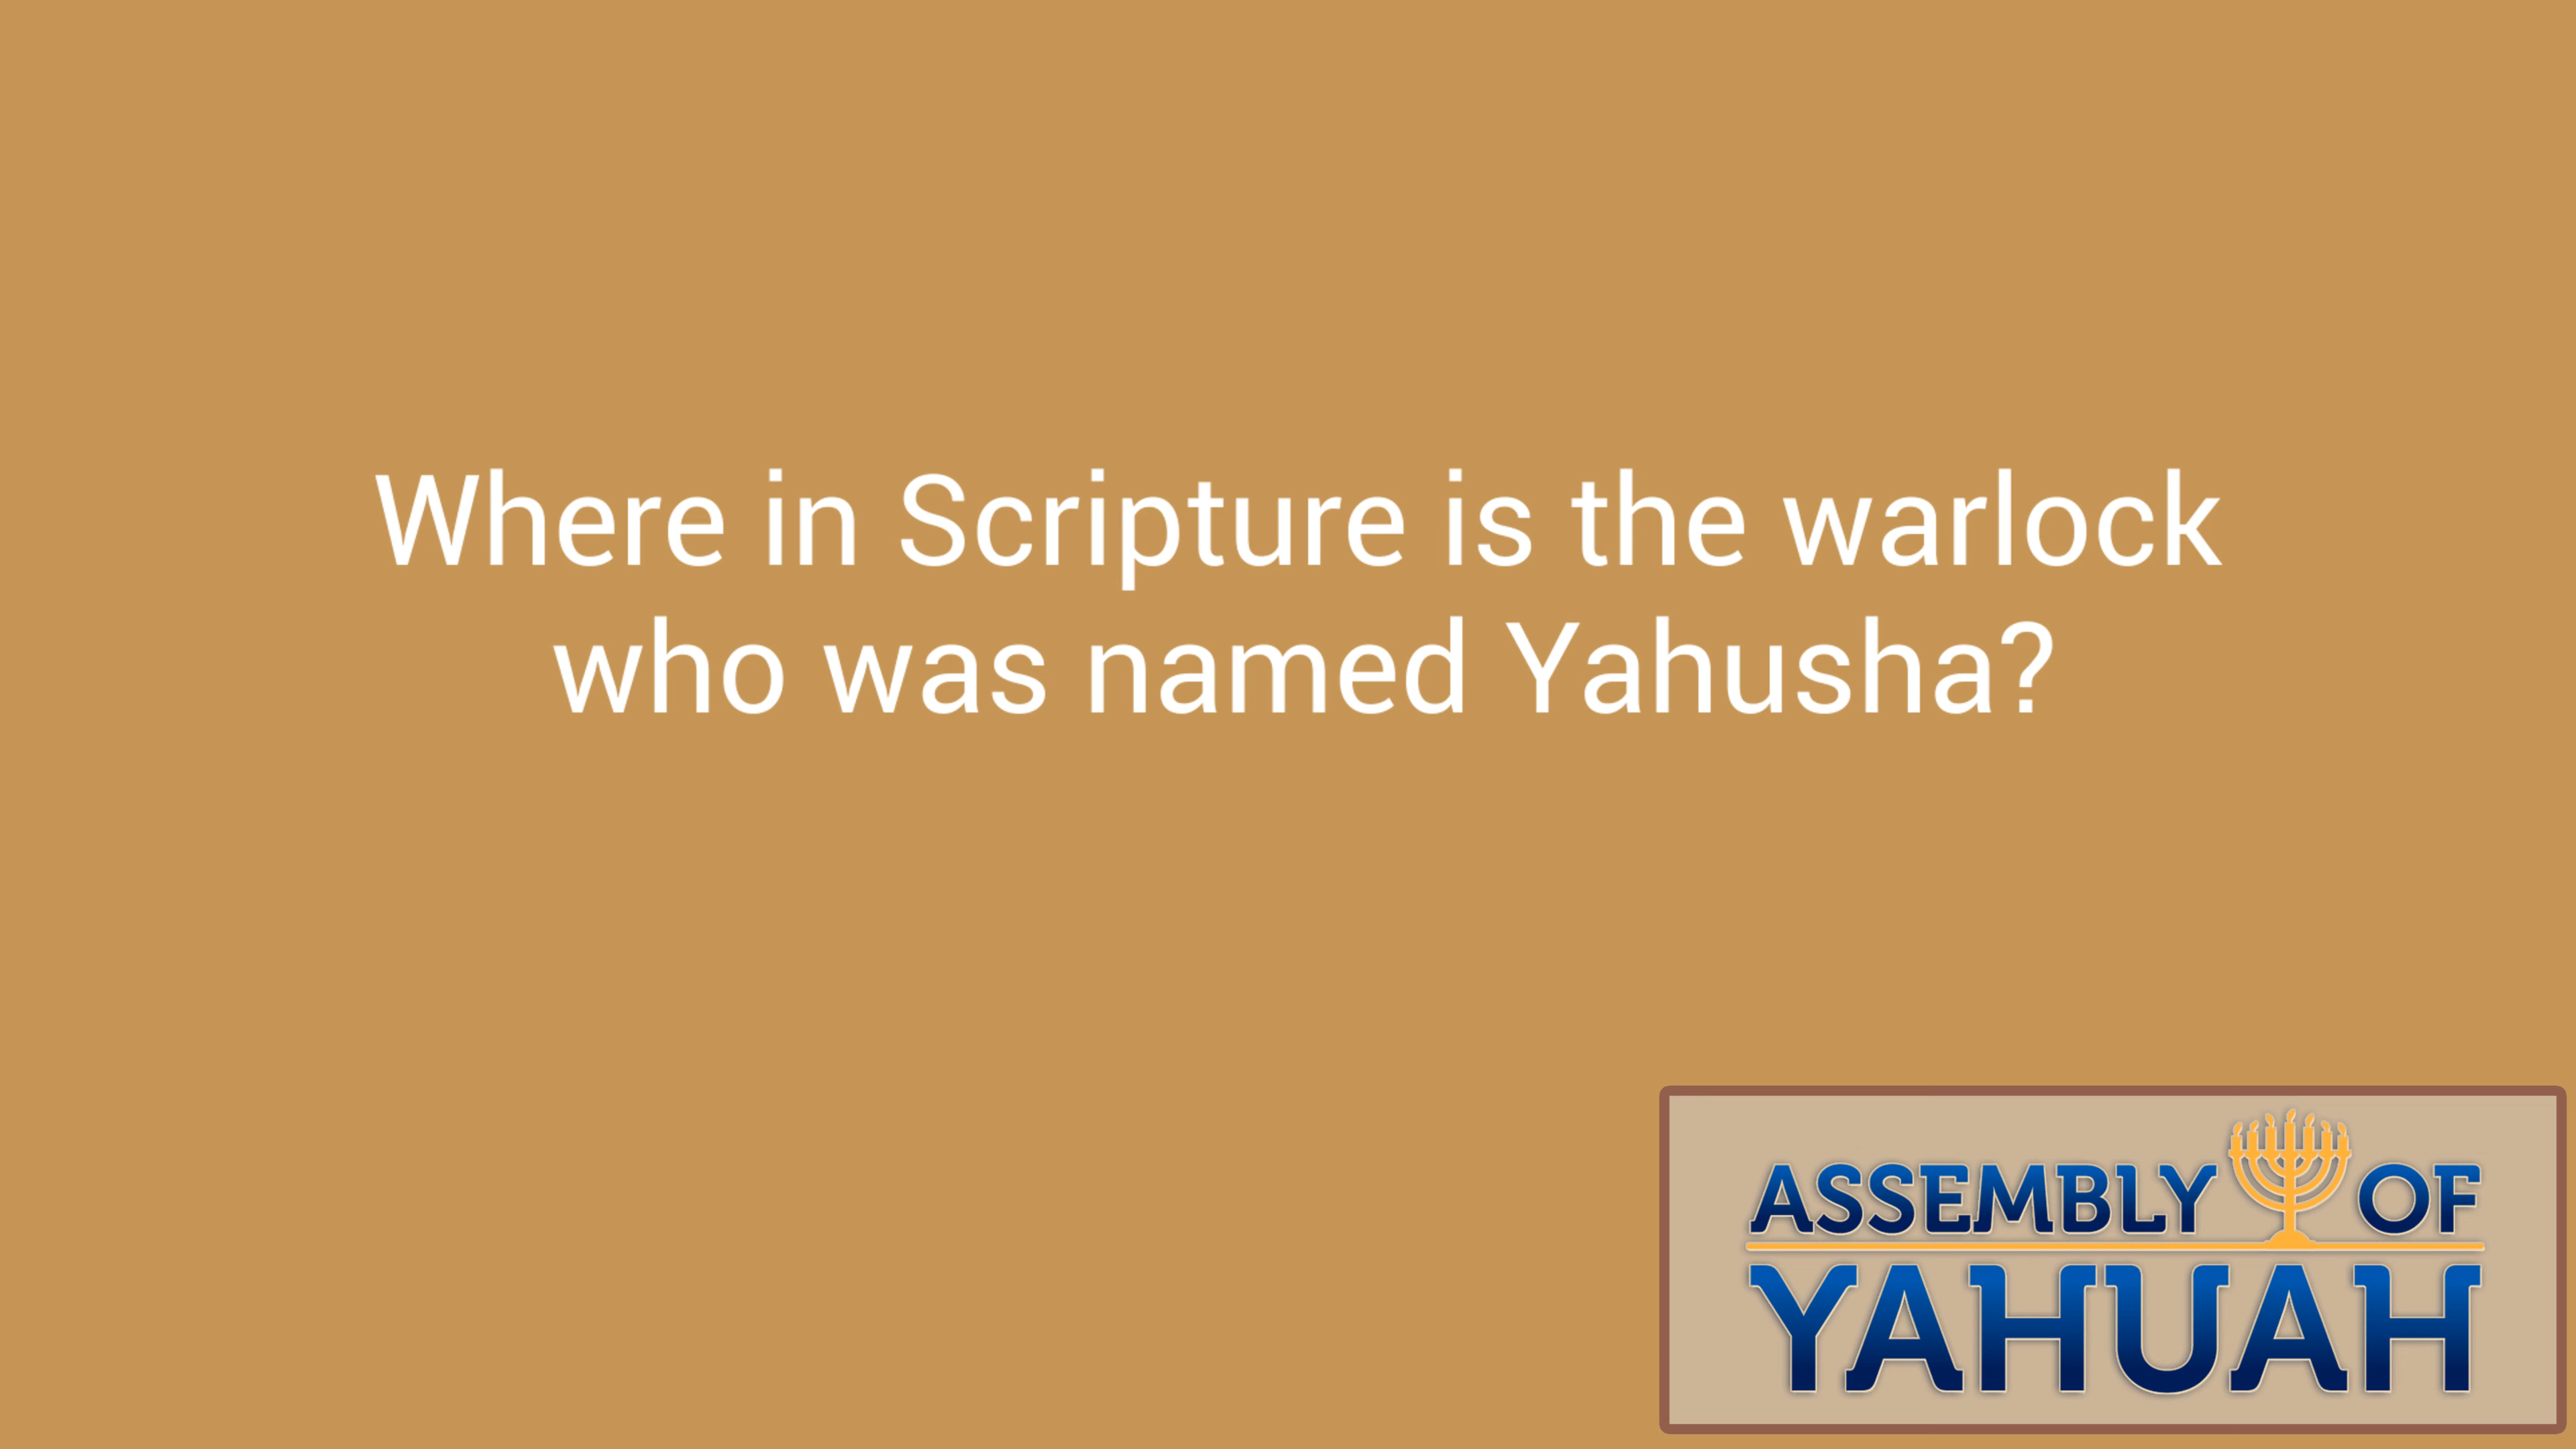 Where in Scripture is the warlock
who was named Yahusha?
ASSEMBLY OF
YAHUAH